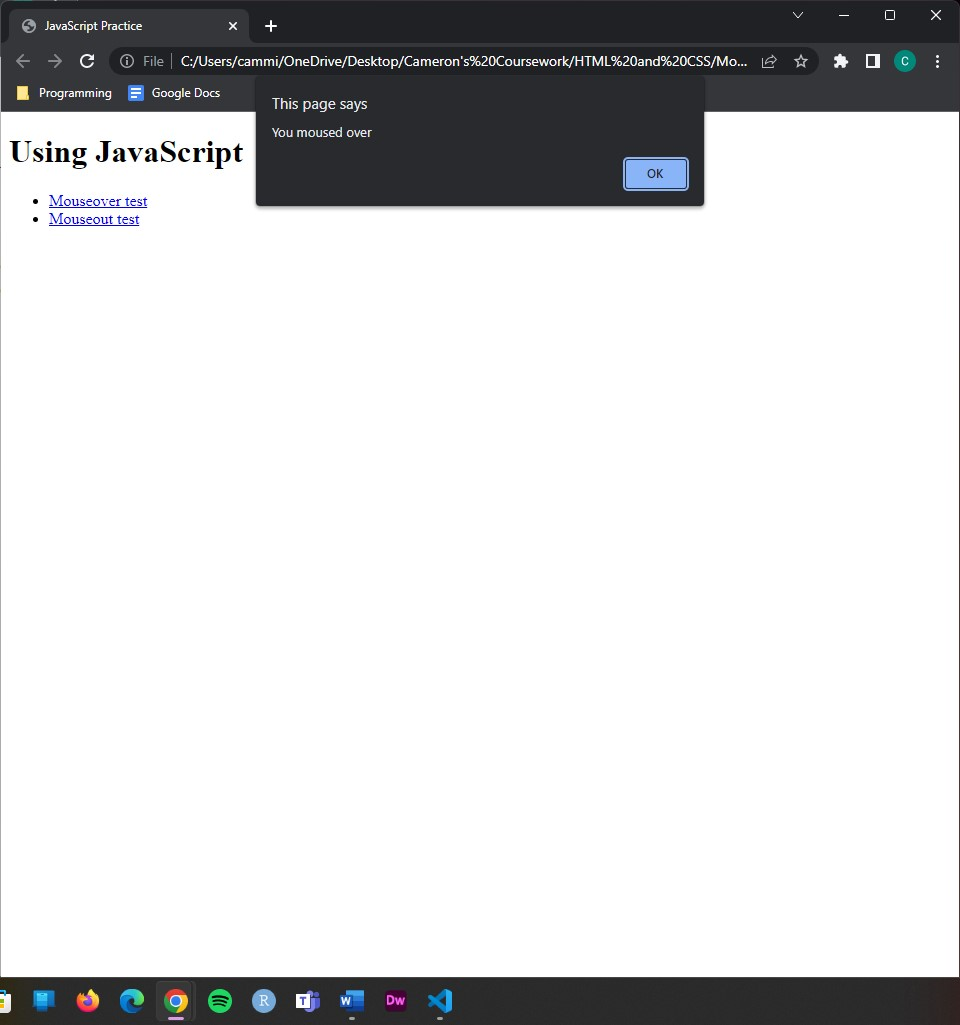 JavaScript Practice
File
C:/Users/cammi/OneDrive/Desktop/Cameron's%20Coursework/HTML%20and%20CSS/Mo...
C
Programming
Google Docs
This page says
You moused over
OK
Using JavaScript
Mouseover test
Mouseout test
R
T
W
Dw